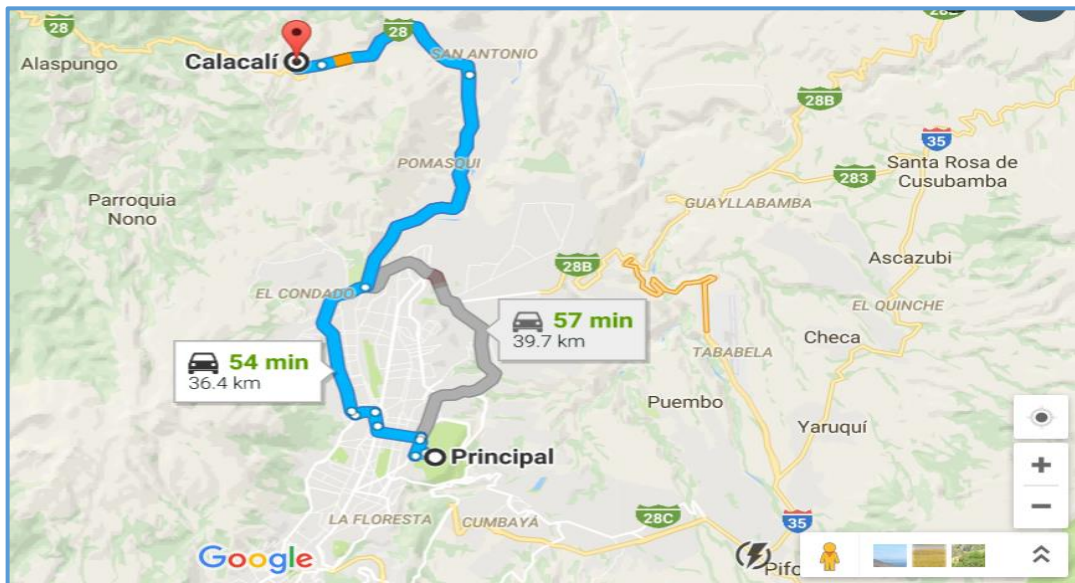 28
28
SAN ANTONIO
Alaspungo
Calacalí
28B
35
POMASQUI
283
Santa Rosa de
Cusubamba
Parroquia
Nono
GUAYLLABAMBA
28B
Ascazubi
EL CONDADO
EL QUINCHE
57 min
39.7 km
Checa
54 min
36.4 km
TABABELA
Puembo
Yaruquí
Principal
LA FLORESTA
CUMBAYÁ
28C
35
Google
Pifo